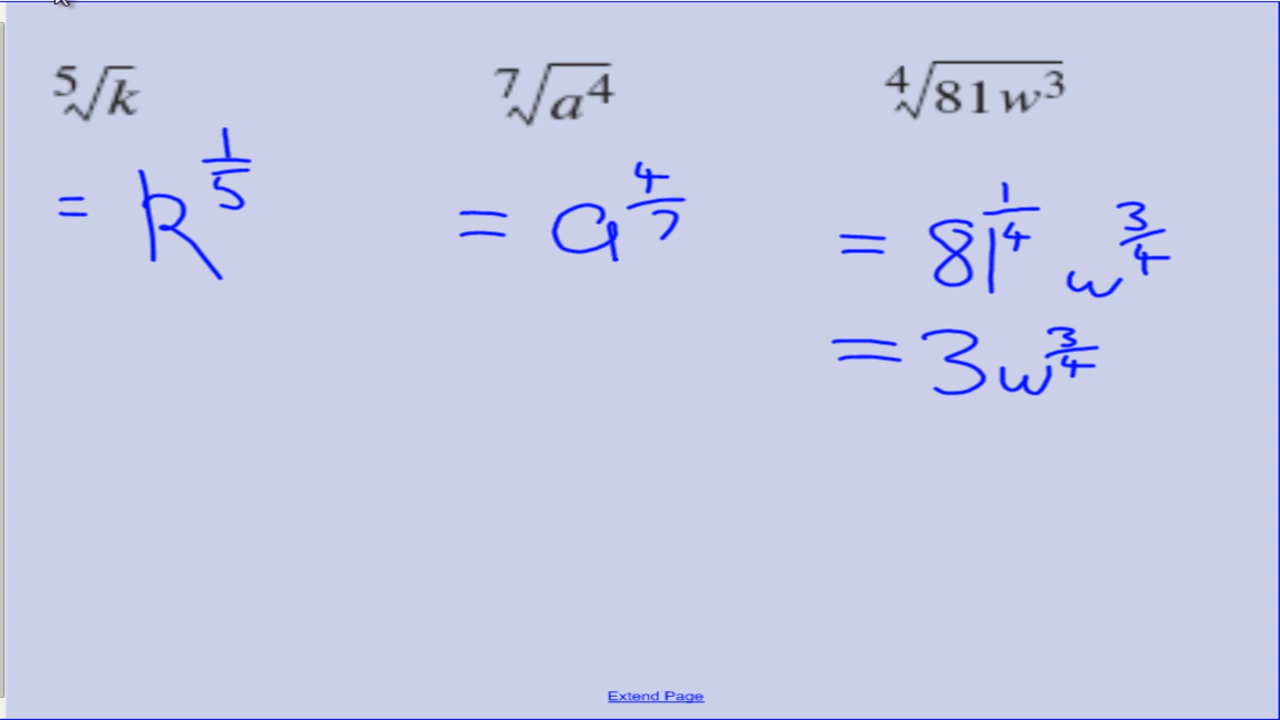 ⁵√k
= k^(1/5)
⁷√a⁴
= a^(4/7)
⁴√81w³
= 81^(1/4) w^(3/4)
= 3w^(3/4)
Extend Page